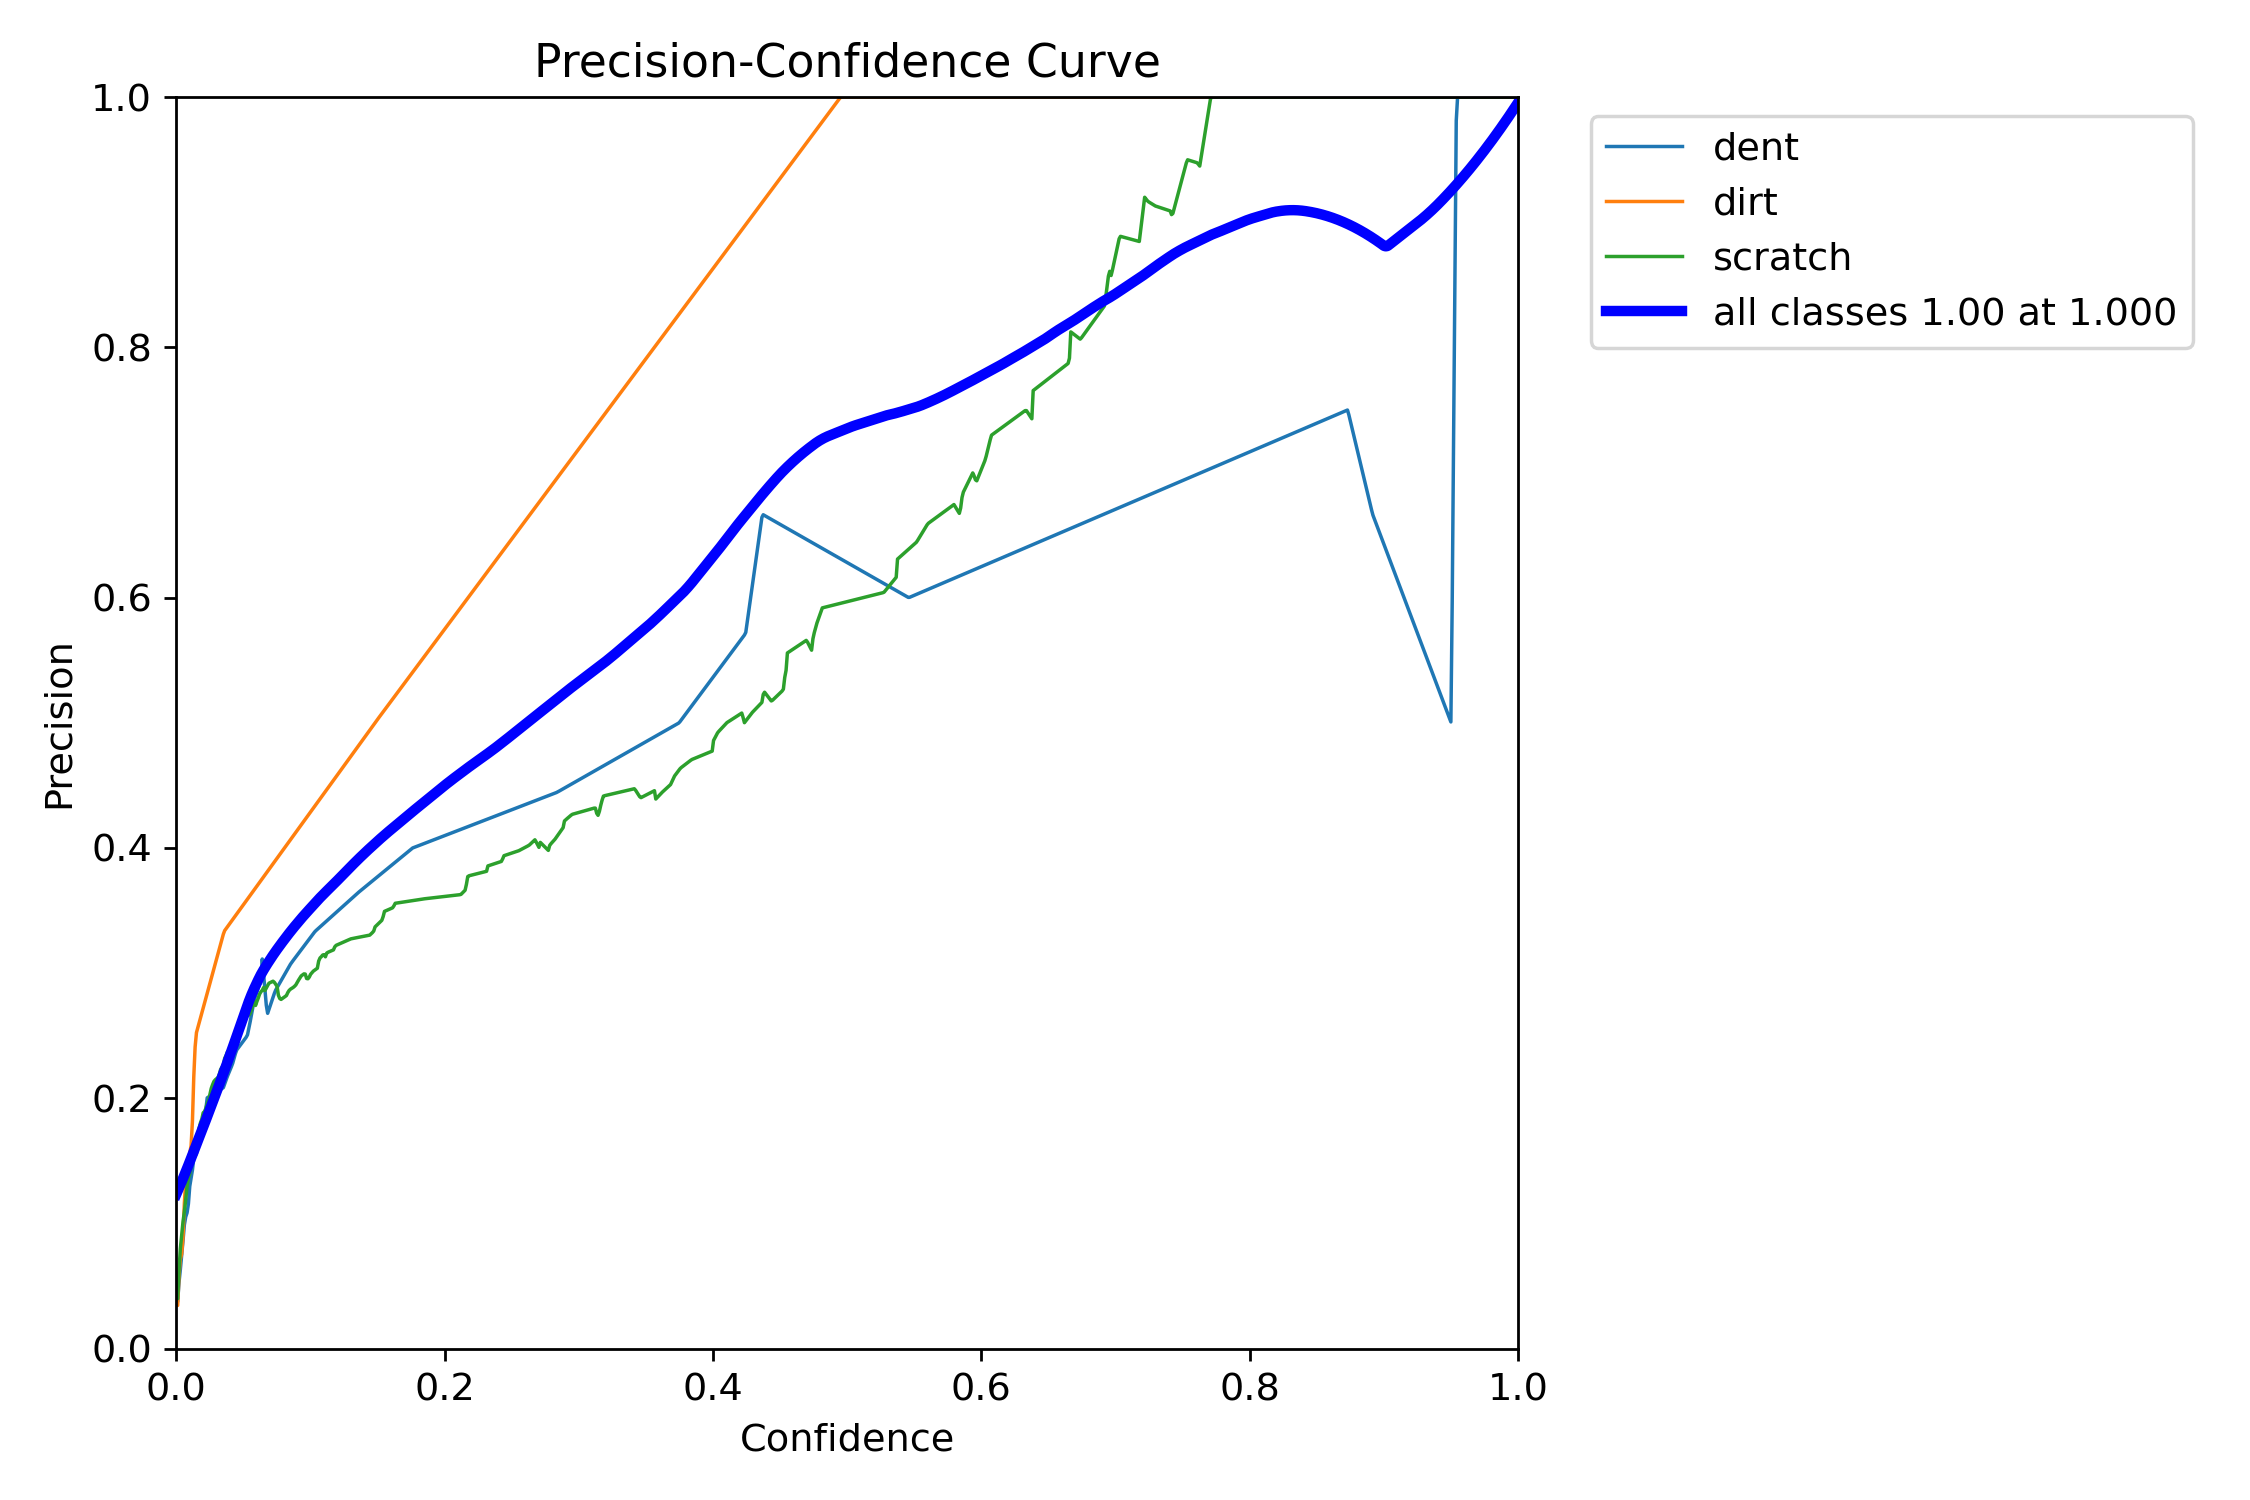 Precision-Confidence Curve
1.0
0.8
0.6
0.4
0.2
0.0
Precision
0.0 0.2 0.4 0.6 0.8 1.0
Confidence
dent
dirt
scratch
all classes 1.00 at 1.000